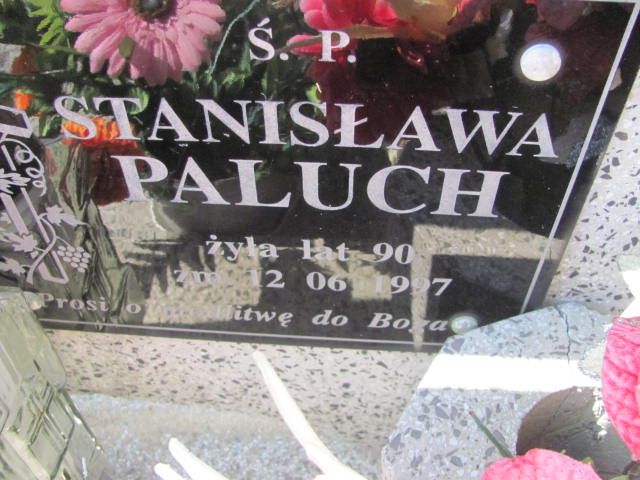 Ś. P.
STANISŁAWA
PALUCH
żyła lat 90
zm. 12 06 1997
Prosi o modlitwę do Boga